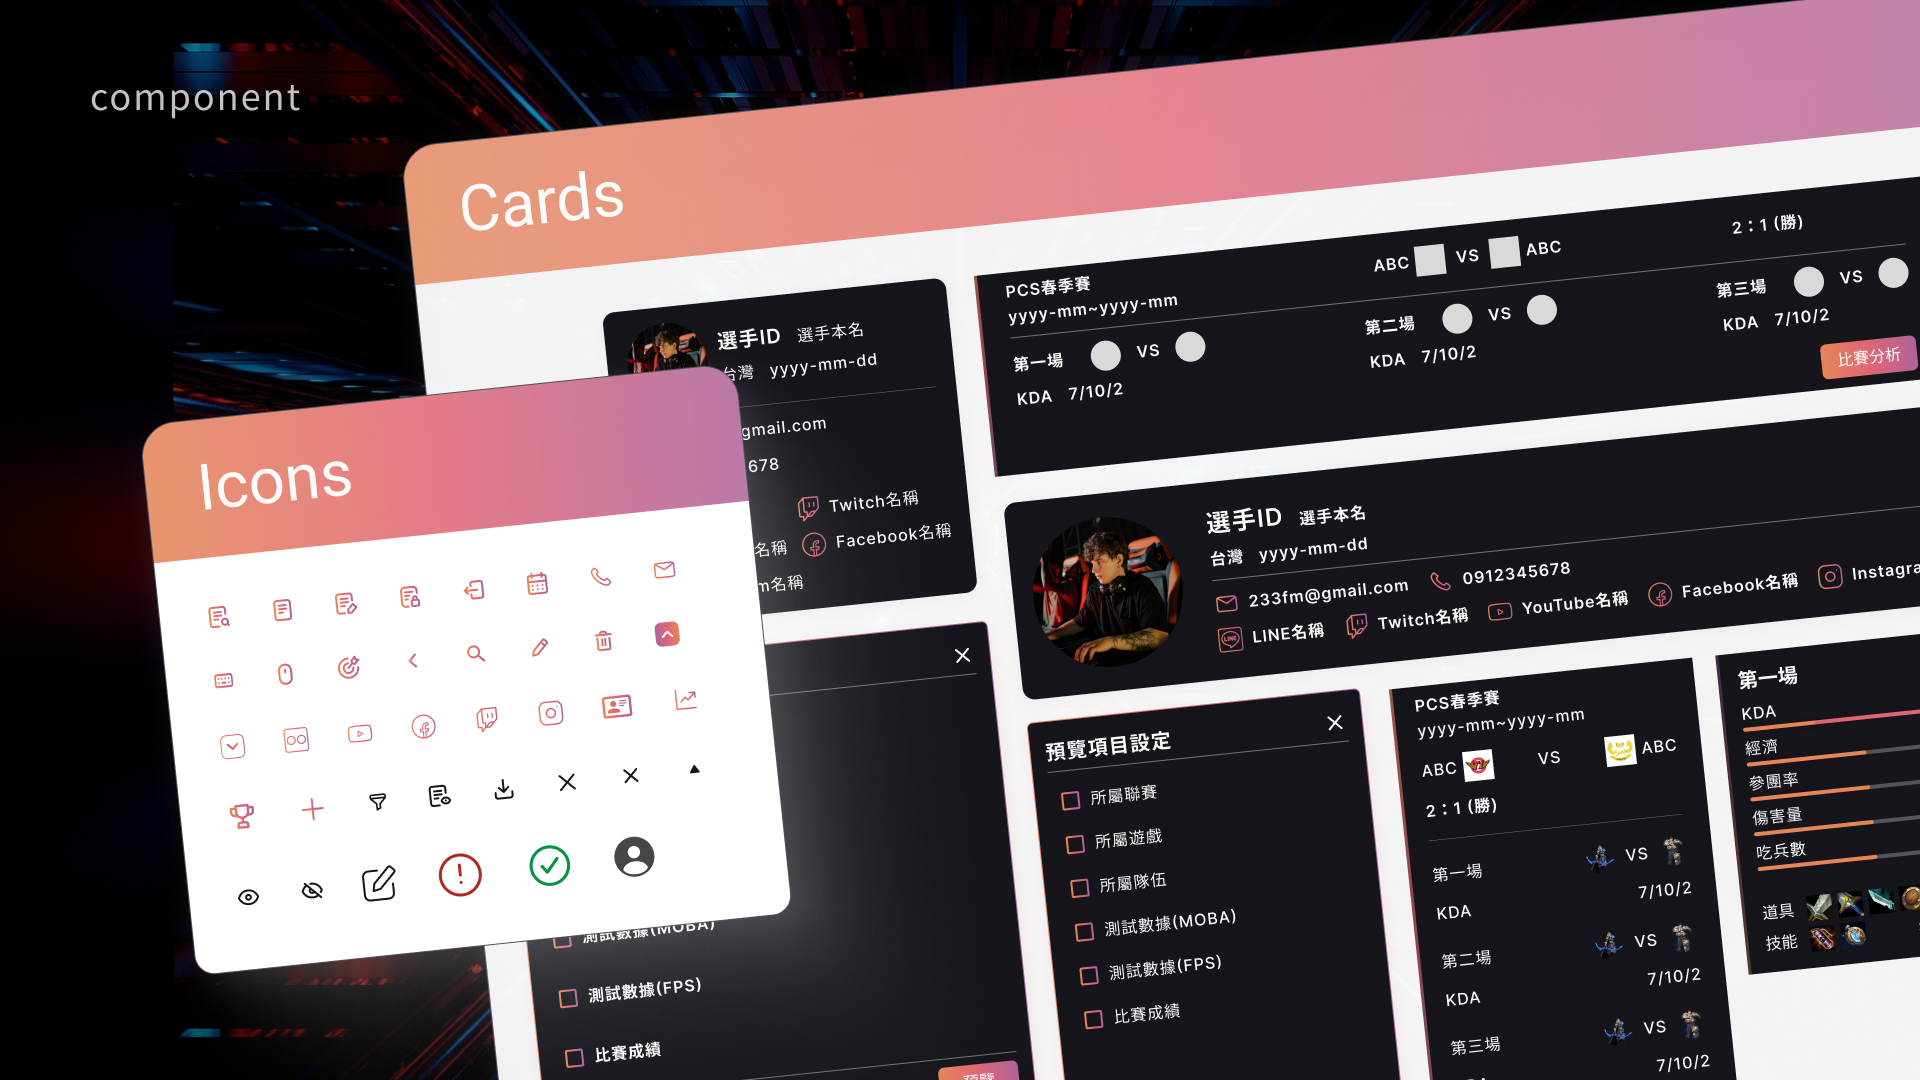 component
Cards
選手ID 選手本名
台灣 yyyy-mm-dd
gmail.com
678
Twitch名稱
名稱 Facebook名稱
m名稱
PCS春季賽
yyyy-mm~yyyy-mm
ABC VS ABC
2：1 (勝)
第一場 VS
KDA 7/10/2
第二場 VS
KDA 7/10/2
第三場 VS
KDA 7/10/2
比賽分析
Icons
選手ID 選手本名
台灣 yyyy-mm-dd
233fm@gmail.com 0912345678
LINE名稱 Twitch名稱 YouTube名稱 Facebook名稱 Instagra
測試數據(MOBA)
測試數據(FPS)
比賽成績
預覽
預覽項目設定
所屬聯賽
所屬遊戲
所屬隊伍
測試數據(MOBA)
測試數據(FPS)
比賽成績
PCS春季賽
yyyy-mm~yyyy-mm
ABC VS ABC
2：1 (勝)
第一場 VS
KDA 7/10/2
第二場 VS
KDA 7/10/2
第三場 VS
7/10/2
第一場
KDA
經濟
參團率
傷害量
吃兵數
道具
技能